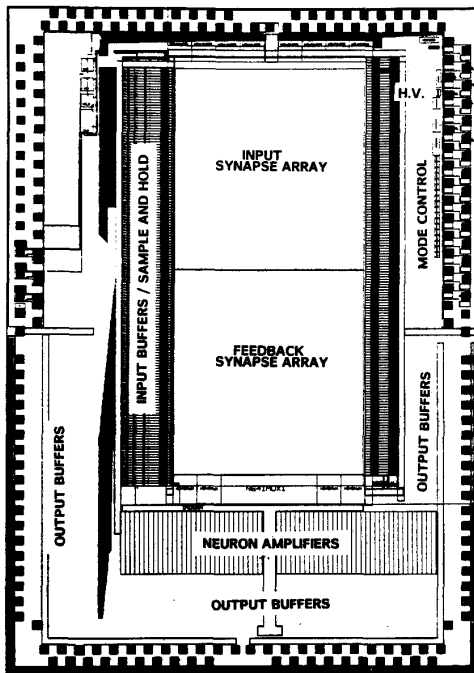 H.V.
INPUT
SYNAPSE ARRAY
INPUT BUFFERS / SAMPLE AND HOLD
MODE CONTROL
FEEDBACK
SYNAPSE ARRAY
OUTPUT BUFFERS
OUTPUT BUFFERS
N64IMUX1
NEURON AMPLIFIERS
OUTPUT BUFFERS